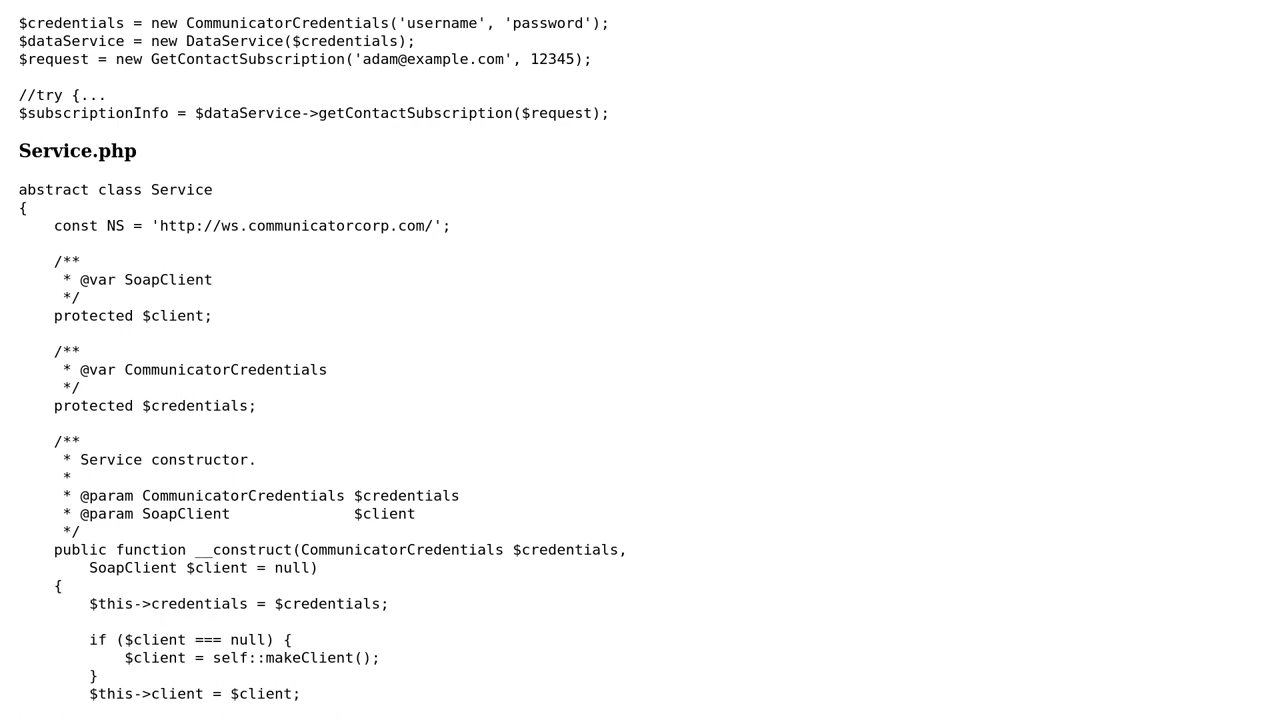 $credentials = new CommunicatorCredentials('username', 'password');
$dataService = new DataService($credentials);
$request = new GetContactSubscription('adam@example.com', 12345);

//try {...
$subscriptionInfo = $dataService->getContactSubscription($request);

Service.php

abstract class Service
{
    const NS = 'http://ws.communicatorcorp.com/';

    /**
     * @var SoapClient
     */
    protected $client;

    /**
     * @var CommunicatorCredentials
     */
    protected $credentials;

    /**
     * Service constructor.
     *
     * @param CommunicatorCredentials $credentials
     * @param SoapClient              $client
     */
    public function __construct(CommunicatorCredentials $credentials,
        SoapClient $client = null)
    {
        $this->credentials = $credentials;

        if ($client === null) {
            $client = self::makeClient();
        }
        $this->client = $client;